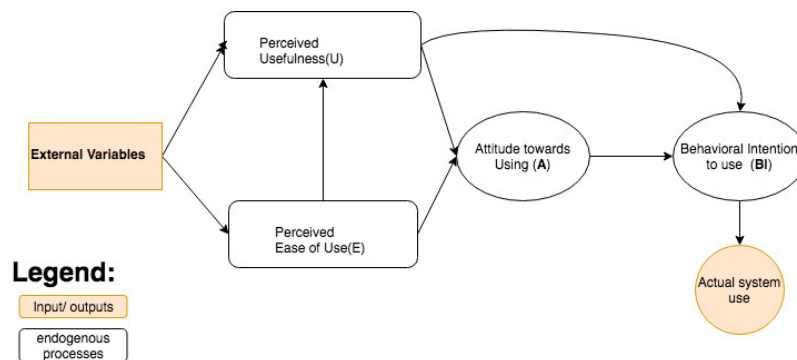 Perceived
Usefulness(U)
External Variables
Attitude towards
Using (A)
Behavioral Intention
to use (BI)
Perceived
Ease of Use(E)
Legend:
Input/ outputs
endogenous
processes
Actual system
use